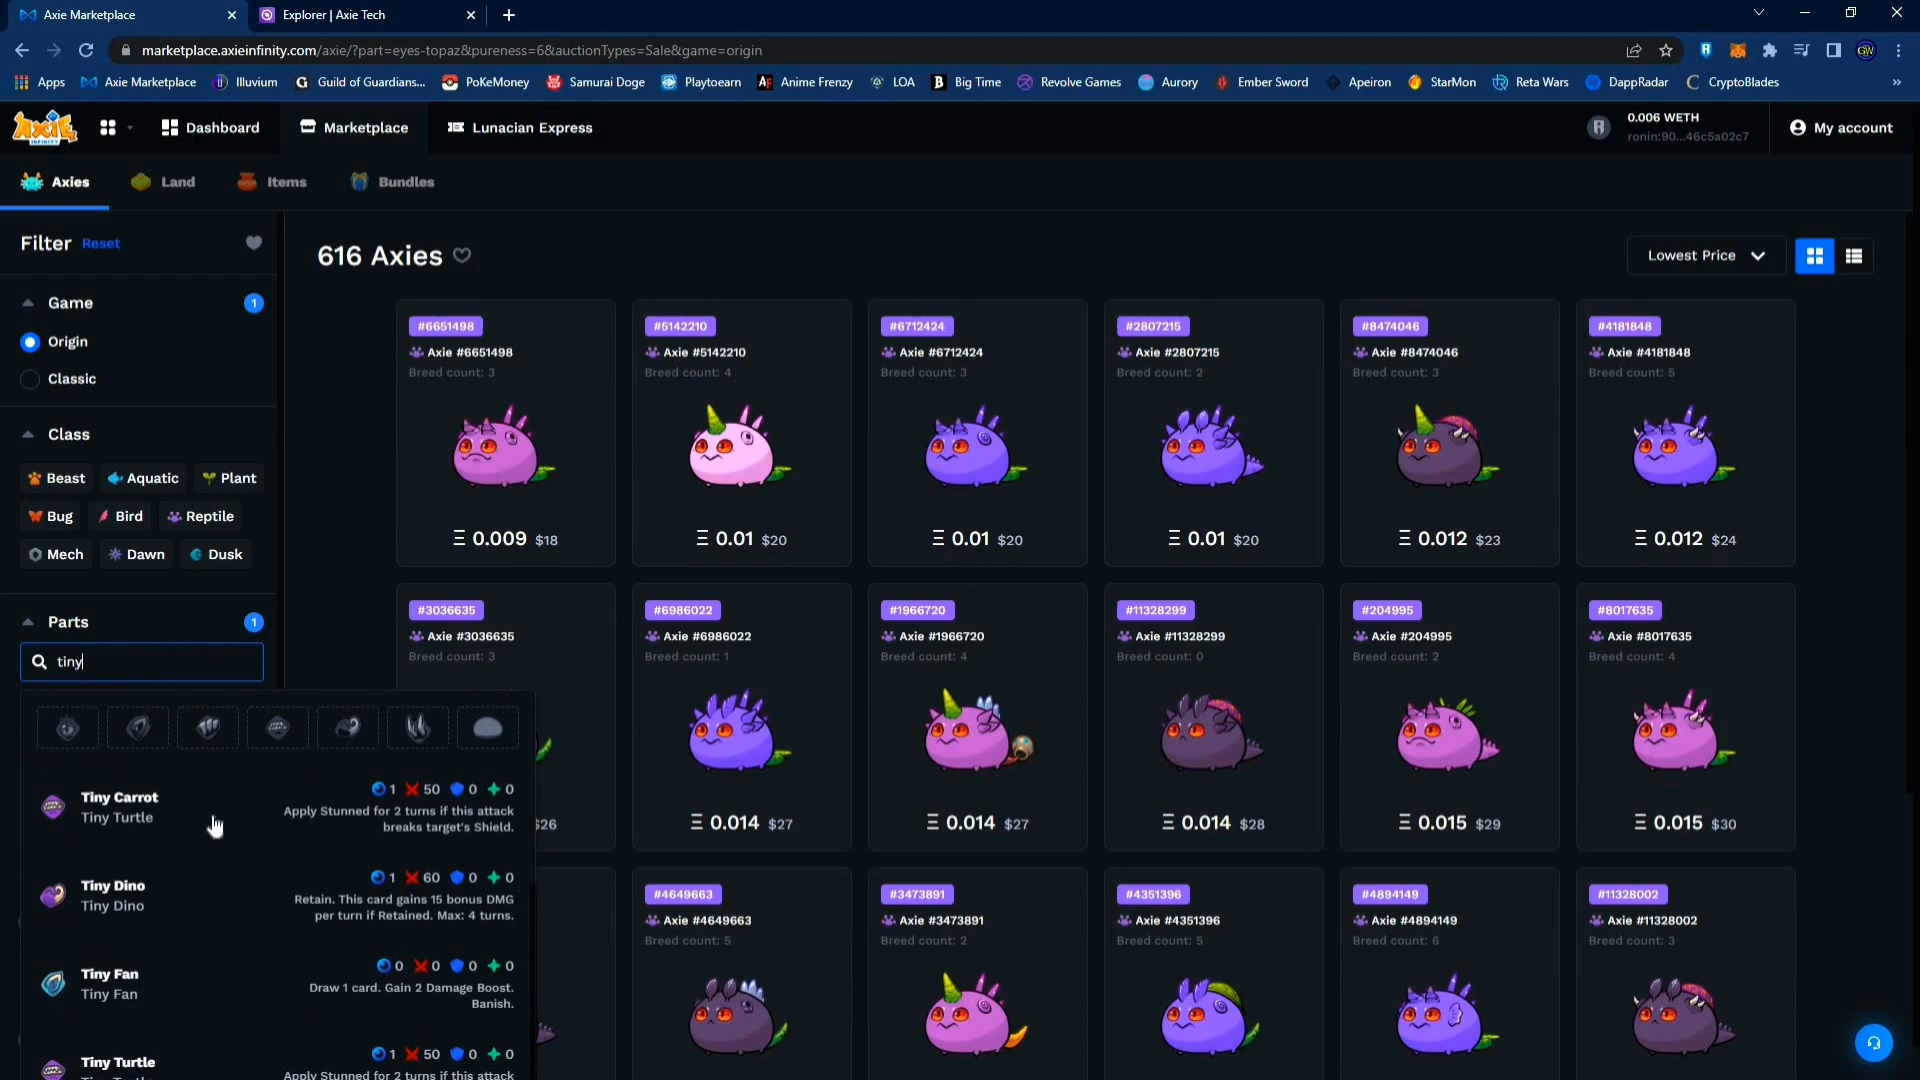 Axie Marketplace
Explorer | Axie Tech
marketplace.axieinfinity.com/axie/?part=eyes-topaz&pureness=6&auctionTypes=Sale&game=origin
GW
Apps
Axie Marketplace
Illuvium
Guild of Guardians...
PoKeMoney
Samurai Doge
Playtoearn
Anime Frenzy
LOA
Big Time
Revolve Games
Aurory
Ember Sword
Apeiron
StarMon
Reta Wars
DappRadar
CryptoBlades
AXIE
INFINITY
Dashboard
Marketplace
Lunacian Express
0.006 WETH
ronin:90...46c5a02c7
My account
Axies
Land
Items
Bundles
Filter Reset
Game 1
Origin
Classic
Class
Beast Aquatic Plant
Bug Bird Reptile
Mech Dawn Dusk
Parts 1
tiny
Tiny Carrot
Tiny Turtle
1 50 0 0
Apply Stunned for 2 turns if this attack
breaks target's Shield.
Tiny Dino
Tiny Dino
1 60 0 0
Retain. This card gains 15 bonus DMG
per turn if Retained. Max: 4 turns.
Tiny Fan
Tiny Fan
0 0 0 0
Draw 1 card. Gain 2 Damage Boost.
Banish.
Tiny Turtle
1 50 0 0
Apply Stunned for 2 turns if this attack
616 Axies
Lowest Price
#6651498
Axie #6651498
Breed count: 3
Ξ 0.009 $18
#5142210
Axie #5142210
Breed count: 4
Ξ 0.01 $20
#6712424
Axie #6712424
Breed count: 3
Ξ 0.01 $20
#2807215
Axie #2807215
Breed count: 2
Ξ 0.01 $20
#8474046
Axie #8474046
Breed count: 3
Ξ 0.012 $23
#4181848
Axie #4181848
Breed count: 5
Ξ 0.012 $24
#3036635
Axie #3036635
Breed count: 3
$26
#6986022
Axie #6986022
Breed count: 1
Ξ 0.014 $27
#1966720
Axie #1966720
Breed count: 4
Ξ 0.014 $27
#11328299
Axie #11328299
Breed count: 0
Ξ 0.014 $28
#204995
Axie #204995
Breed count: 2
Ξ 0.015 $29
#8017635
Axie #8017635
Breed count: 4
Ξ 0.015 $30
#4649663
Axie #4649663
Breed count: 5
#3473891
Axie #3473891
Breed count: 2
#4351396
Axie #4351396
Breed count: 5
#4894149
Axie #4894149
Breed count: 6
#11328002
Axie #11328002
Breed count: 3